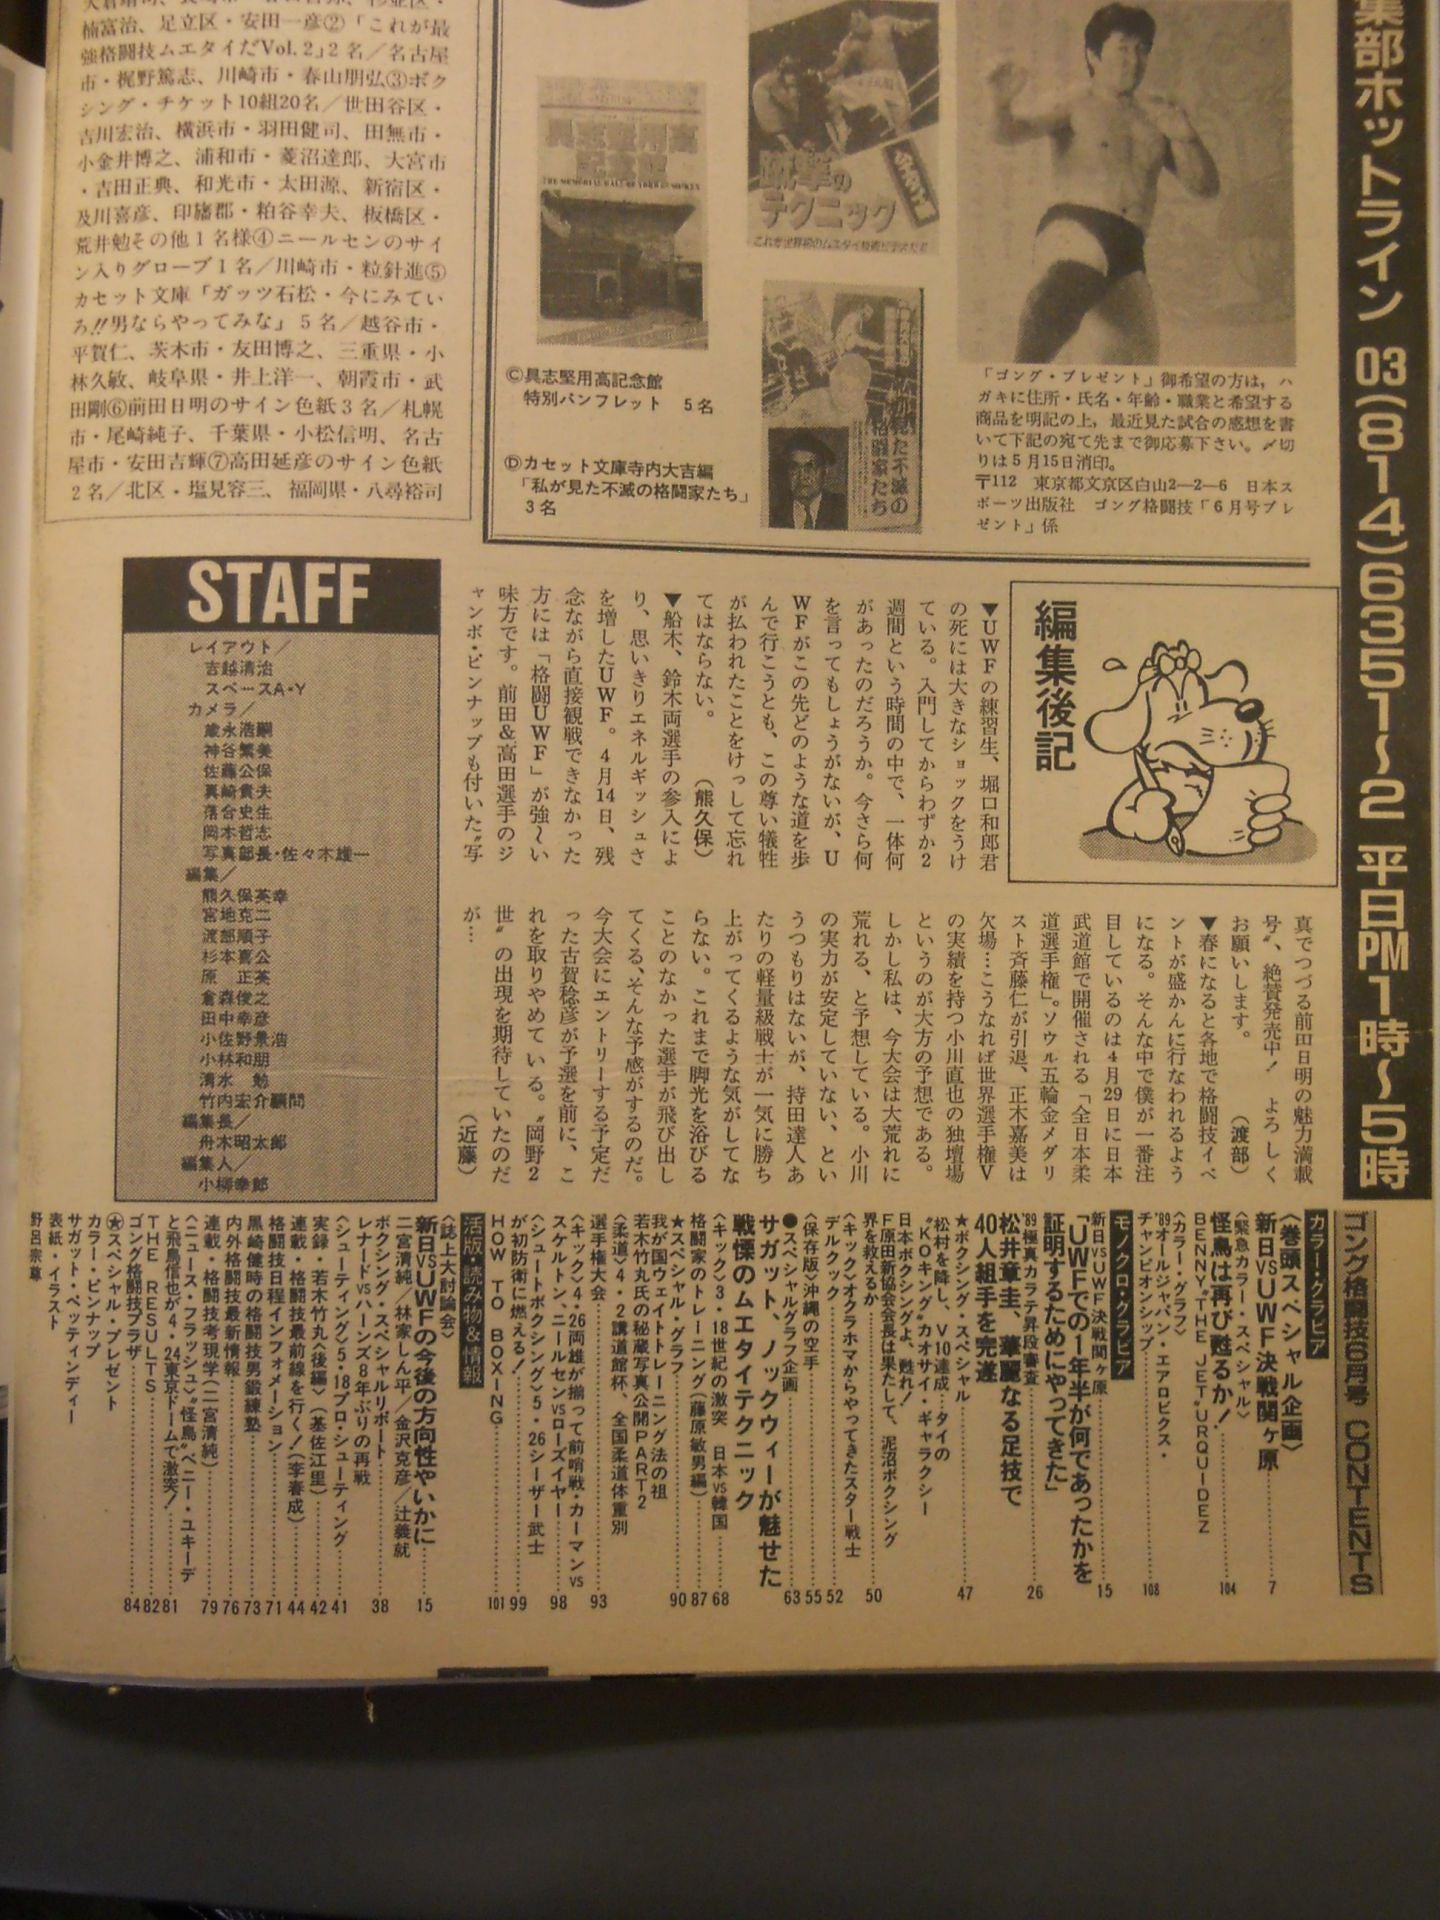 集部ホットライン 03(814)6351〜2 平日PM1時〜5時
楠富治、足立区・安田一彦②「これが最
強格闘技ムエタイだVol.2」2名／名古屋
市・梶野篤志、川崎市・春山朋弘③ボク
シング・チケット10組20名／世田谷区・
吉川宏治、横浜市・羽田健司、田無市・
小金井博之、浦和市・菱沼達郎、大宮市
・吉田正典、和光市・太田源、新宿区・
及川喜彦、印旛郡・粕谷幸夫、板橋区・
荒井勉その他1名様④ニールセンのサイ
ン入りグローブ1名／川崎市・粒針進⑤
カセット文庫「ガッツ石松・今にみてい
ろ!!男ならやってみな」5名／越谷市・
平賀仁、茨木市・友田博之、三重県・小
林久敏、岐阜県・井上洋一、朝霞市・武
田剛⑥前田日明のサイン色紙3名／札幌
市・尾崎純子、千葉県・小松信明、名古
屋市・安田吉輝⑦高田延彦のサイン色紙
2名／北区・塩見容三、福岡県・八尋裕司
具志堅用高
記念館
テクニック
Ⓒ具志堅用高記念館
特別パンフレット　5名
Ⓓカセット文庫寺内大吉編
「私が見た不滅の格闘家たち」
3名
私が見た不滅の
格闘家たち
「ゴング・プレゼント」御希望の方は，ハ
ガキに住所・氏名・年齢・職業と希望する
商品を明記の上，最近見た試合の感想を書
いて下記の宛て先まで御応募下さい。〆切
りは5月15日消印。
〒112　東京都文京区白山2—2—6　日本ス
ポーツ出版社　ゴング格闘技「6月号プレ
ゼント」係
編集後記
▼UWFの練習生、堀口和郎君
の死には大きなショックをうけ
ている。入門してからわずか2
週間という時間の中で、一体何
があったのだろうか。今さら何
を言ってもしょうがないが、U
WFがこの先どのような道を歩
んで行こうとも、この尊い犠牲
が払われたことをけっして忘れ
てはならない。　（熊久保）
▼船木、鈴木両選手の参入によ
り、思いきりエネルギッシュさ
を増したUWF。4月14日、残
念ながら直接観戦できなかった
方には「格闘UWF」が強〜い
味方です。前田&高田選手のジ
ャンボ・ピンナップも付いた〝写
真でつづる前田日明の魅力満載
号〟、絶賛発売中！　よろしく
お願いします。　（渡部）
▼春になると各地で格闘技イベ
ントが盛かんに行なわれるよう
になる。そんな中で僕が一番注
目しているのは4月29日に日本
武道館で開催される「全日本柔
道選手権」。ソウル五輪金メダリ
スト斉藤仁が引退、正木嘉美は
欠場…こうなれば世界選手権V
の実績を持つ小川直也の独壇場
というのが大方の予想である。
しかし私は、今大会は大荒れに
荒れる、と予想している。小川
の実力が安定していない、とい
うつもりはないが、持田達人あ
たりの軽量級戦士が一気に勝ち
上がってくるような気がしてな
らない。これまで脚光を浴びる
ことのなかった選手が飛び出し
てくる、そんな予感がするのだ。
今大会にエントリーする予定だ
った古賀稔彦が予選を前に、こ
れを取りやめている。〝岡野2
世〟の出現を期待していたのだ
が…　（近藤）
STAFF
レイアウト／
吉越清治
スペースA・Y
カメラ／
歳永浩嗣
神谷繁美
佐藤公保
真崎貴夫
落合史生
岡本哲志
写真部長・佐々木雄一
編集／
熊久保英幸
宮地克二
渡部順子
杉本喜公
原　正英
倉森俊之
田中幸彦
小佐野景浩
小林和朋
清水　勉
竹内宏介顧問
編集長／
舟木昭太郎
編集人／
小柳幸郎
ゴング格闘技6月号 CONTENTS
カラー・グラビア
〈巻頭スペシャル企画〉
新日VSUWF決戦関ヶ原……7
〈緊急カラー・スペシャル〉
怪鳥は再び甦るか！
BENNY〝THE JET〟URQUIDEZ……104
〈カラー・グラフ〉
'89オールジャパン・エアロビクス・
チャンピオンシップ……108
モノクロ・グラビア
新日VSUWF決戦関ヶ原
「UWFでの1年半が何であったかを
証明するためにやってきた」……15
'89極真カラテ昇段審査
松井章圭、華麗なる足技で
40人組手を完遂……26
★ボクシング・スペシャル
松村を降し、V10達成…タイの
〝KOキング〟カオサイ・ギャラクシー……47
日本ボクシングよ、甦れ！
F原田新協会会長は果たして、泥沼ボクシング
界を救えるか……50
〈キック〉オクラホマからやってきたスター戦士
デルクック……52
〈保存版〉沖縄の空手……55
●スペシャルグラフ企画……63
サガット、ノックウィーが魅せた
戦慄のムエタイテクニック
〈キック〉3・18世紀の激突　日本VS韓国……68
格闘家のトレーニング（藤原敏男編）……87
★スペシャル・グラフ……90
我が国ウェイトトレーニング法の祖
若木竹丸氏の秘蔵写真公開PART2
〈柔道〉4・2講道館杯、全国柔道体重別
選手権大会……93
〈キック〉4・26両雄が揃って前哨戦・カーマンVS
スケルトン、ニールセンVSローズイヤー……98
〈シュートボクシング〉5・26シーザー武士
が初防衛に燃える！……99
HOW TO BOXING……101
活版・読み物&情報
〈誌上大討論会〉
新日VSUWFの今後の方向性やいかに……15
二宮清純／林家しん平／金沢克彦／辻義就
ボクシング・スペシャルリポート……38
レナードVSハーンズ8年ぶりの再戦
〈シューティング〉5・18プロ・シューティング……41
実録・若木竹丸〈後編〉（基佐江里）……42
連載・格闘技最前線を行く！（李春成）……44
格闘技日程インフォメーション……71
黒崎健時の格闘技男鍛練塾……73
内外格闘技最新情報……76
連載・格闘技考現学（二宮清純）……79
〈ニュース・フラッシュ〉〝怪鳥〟ベニー・ユキーデ
と飛鳥信也が4・24東京ドームで激突！……81
THE RESULTS……82
ゴング格闘技プラザ……84
★スペシャル・プレゼント
カラー・ピンナップ
サガット・ペッティンディー
表紙・イラスト
野呂宗尊